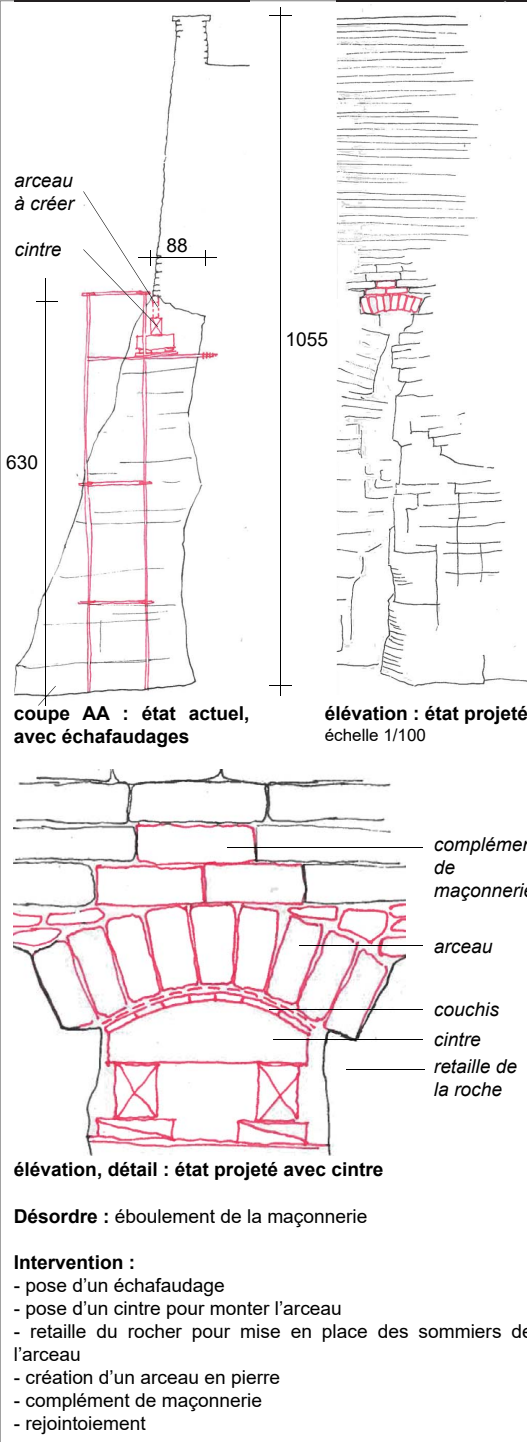 arceau
à créer
cintre
88
1055
630
coupe AA : état actuel,
avec échafaudages
élévation : état projeté
échelle 1/100
complémen
de
maçonnerie
arceau
couchis
cintre
retaille de
la roche
élévation, détail : état projeté avec cintre
Désordre : éboulement de la maçonnerie
Intervention :
- pose d'un échafaudage
- pose d'un cintre pour monter l'arceau
- retaille du rocher pour mise en place des sommiers de
l'arceau
- création d'un arceau en pierre
- complément de maçonnerie
- rejointoiement